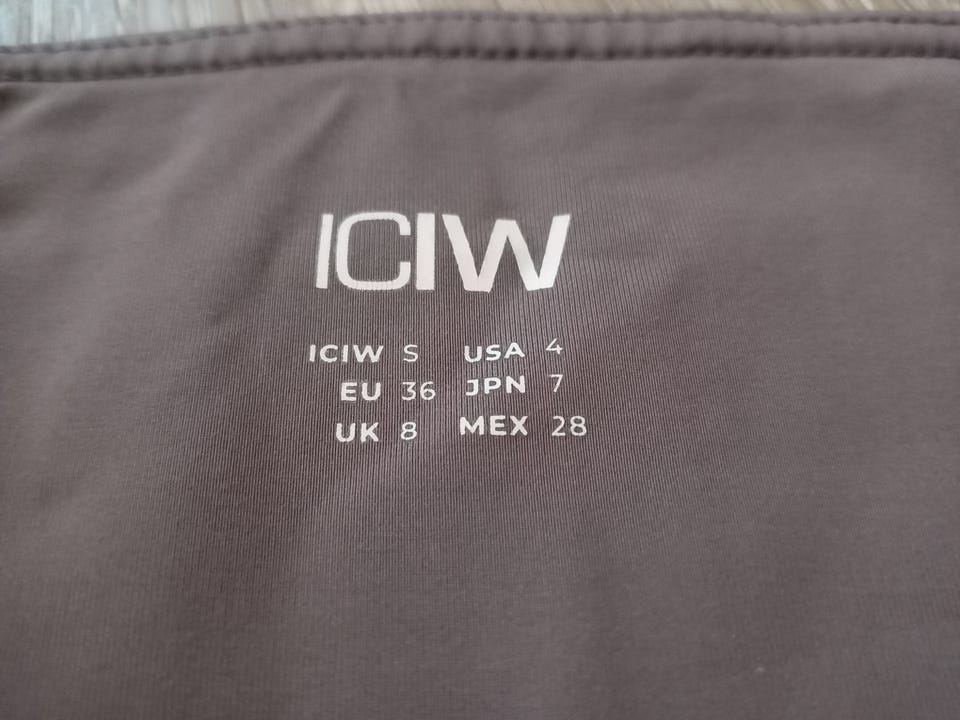 ICIW
ICIW S USA 4
EU 36 JPN 7
UK 8 MEX 28